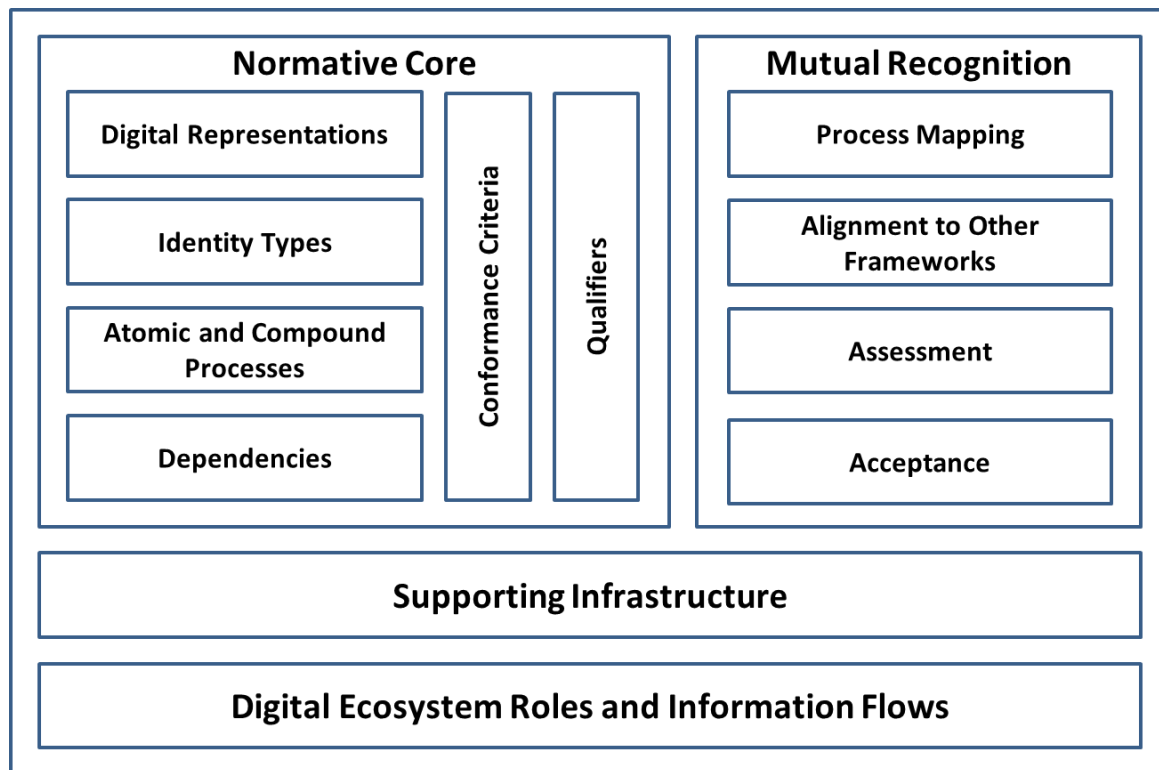 Normative Core
Digital Representations
Identity Types
Atomic and Compound
Processes
Dependencies
Conformance Criteria
Qualifiers
Mutual Recognition
Process Mapping
Alignment to Other
Frameworks
Assessment
Acceptance
Supporting Infrastructure
Digital Ecosystem Roles and Information Flows